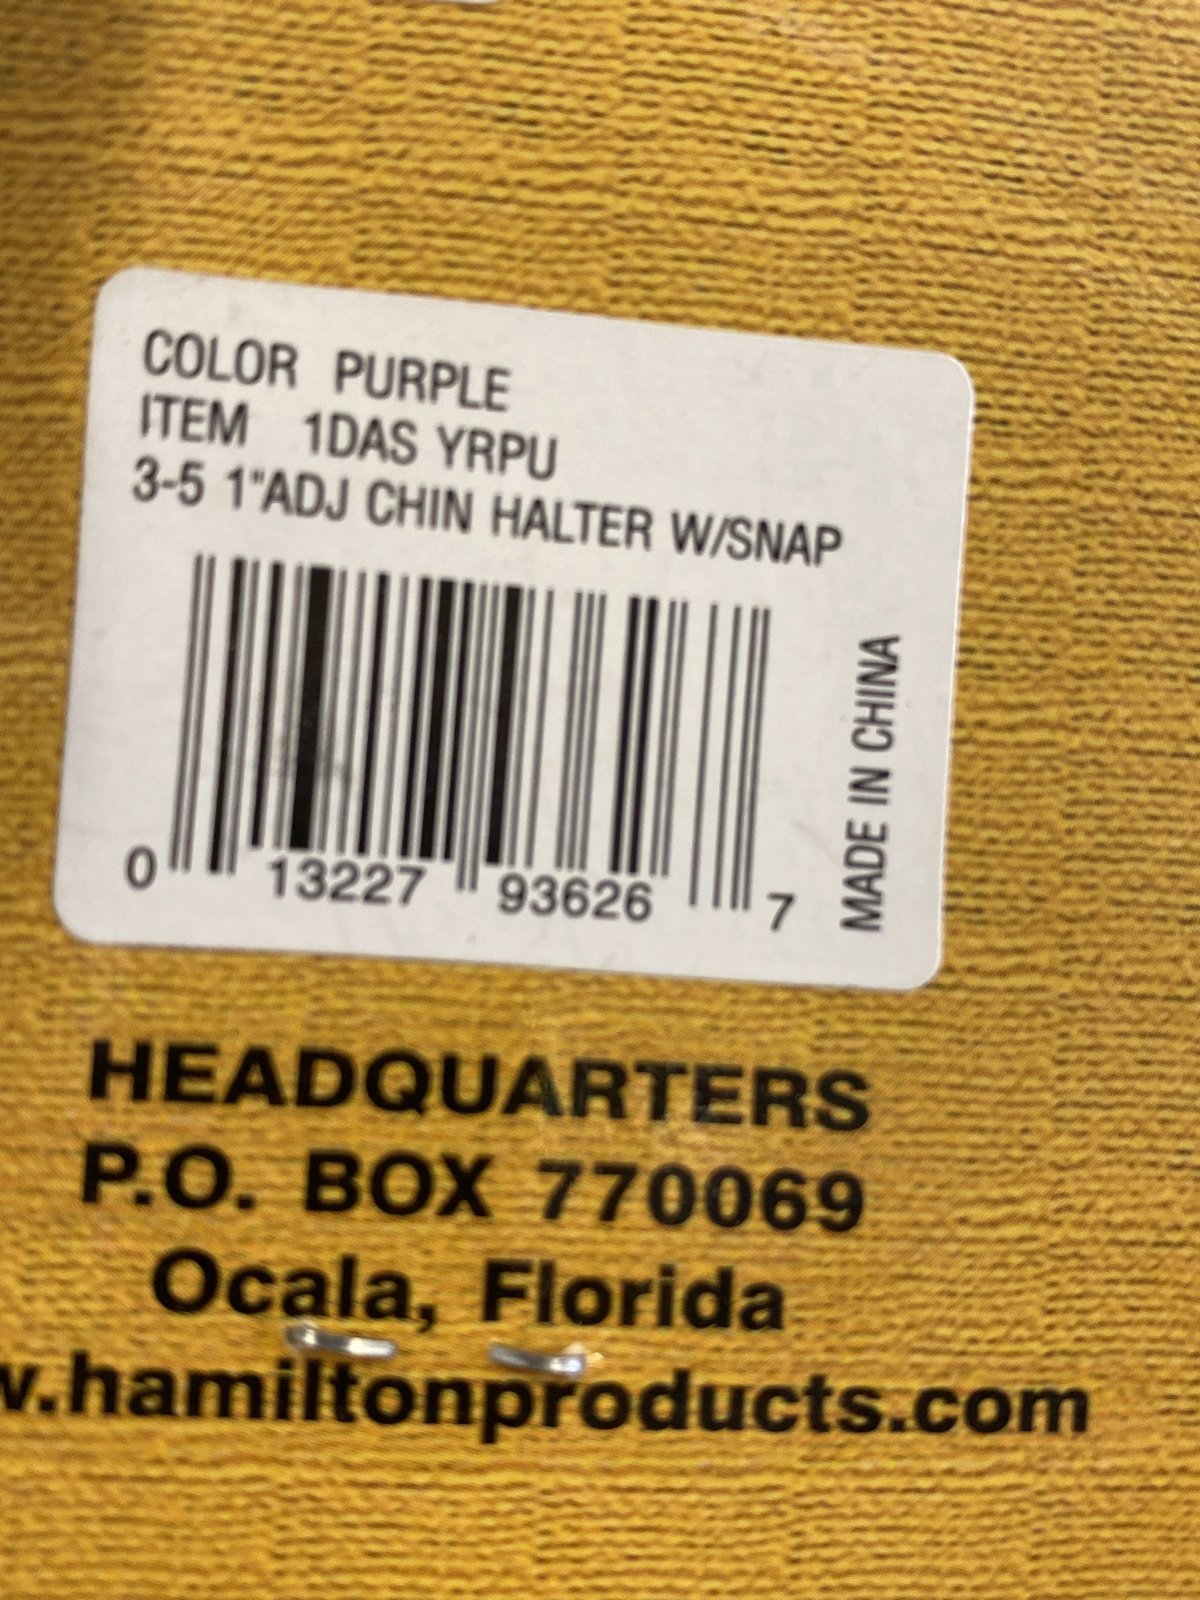 COLOR PURPLE
ITEM 1DAS YRPU
3-5 1"ADJ CHIN HALTER W/SNAP
MADE IN CHINA
0 13227 93626 7
HEADQUARTERS
P.O. BOX 770069
Ocala, Florida
w.hamiltonproducts.com